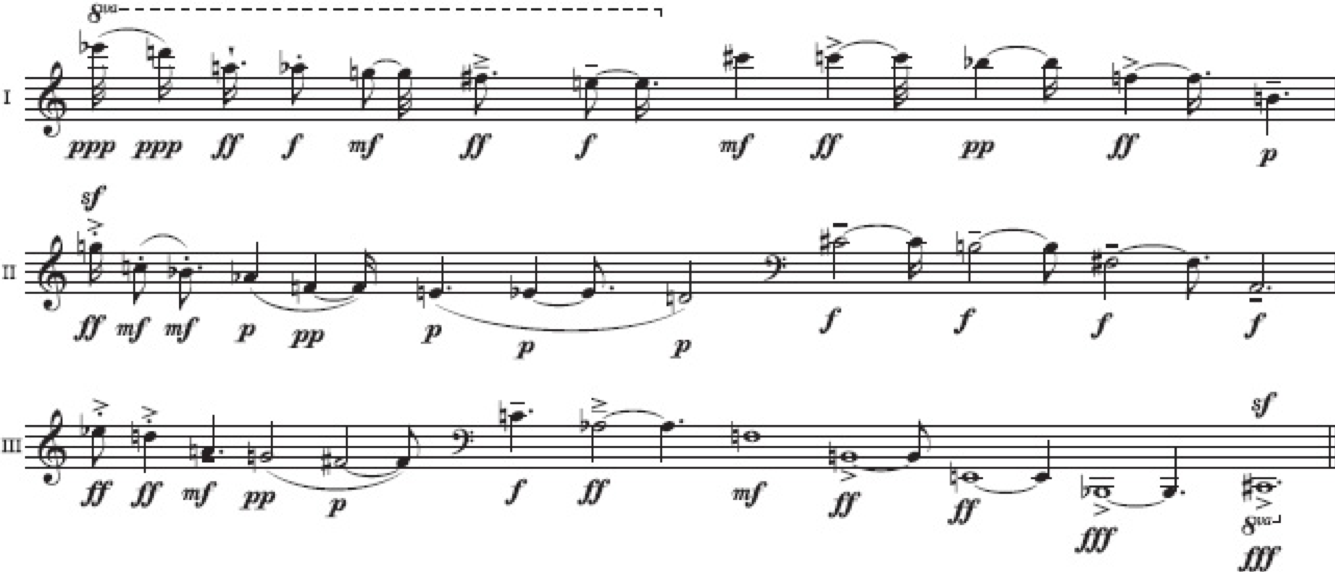 8va
I
ppp ppp ff f mf ff f mf ff pp ff p
sf
II
ff mf mf p pp p p p f f f f
sf
III
ff ff mf pp p f ff mf ff ff fff
8va
fff